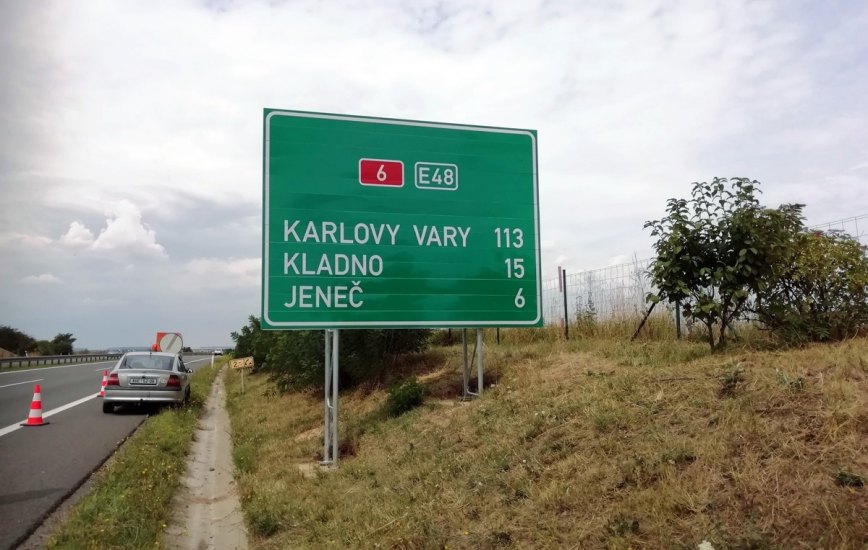 6 E48
KARLOVY VARY 113
KLADNO 15
JENEČ 6